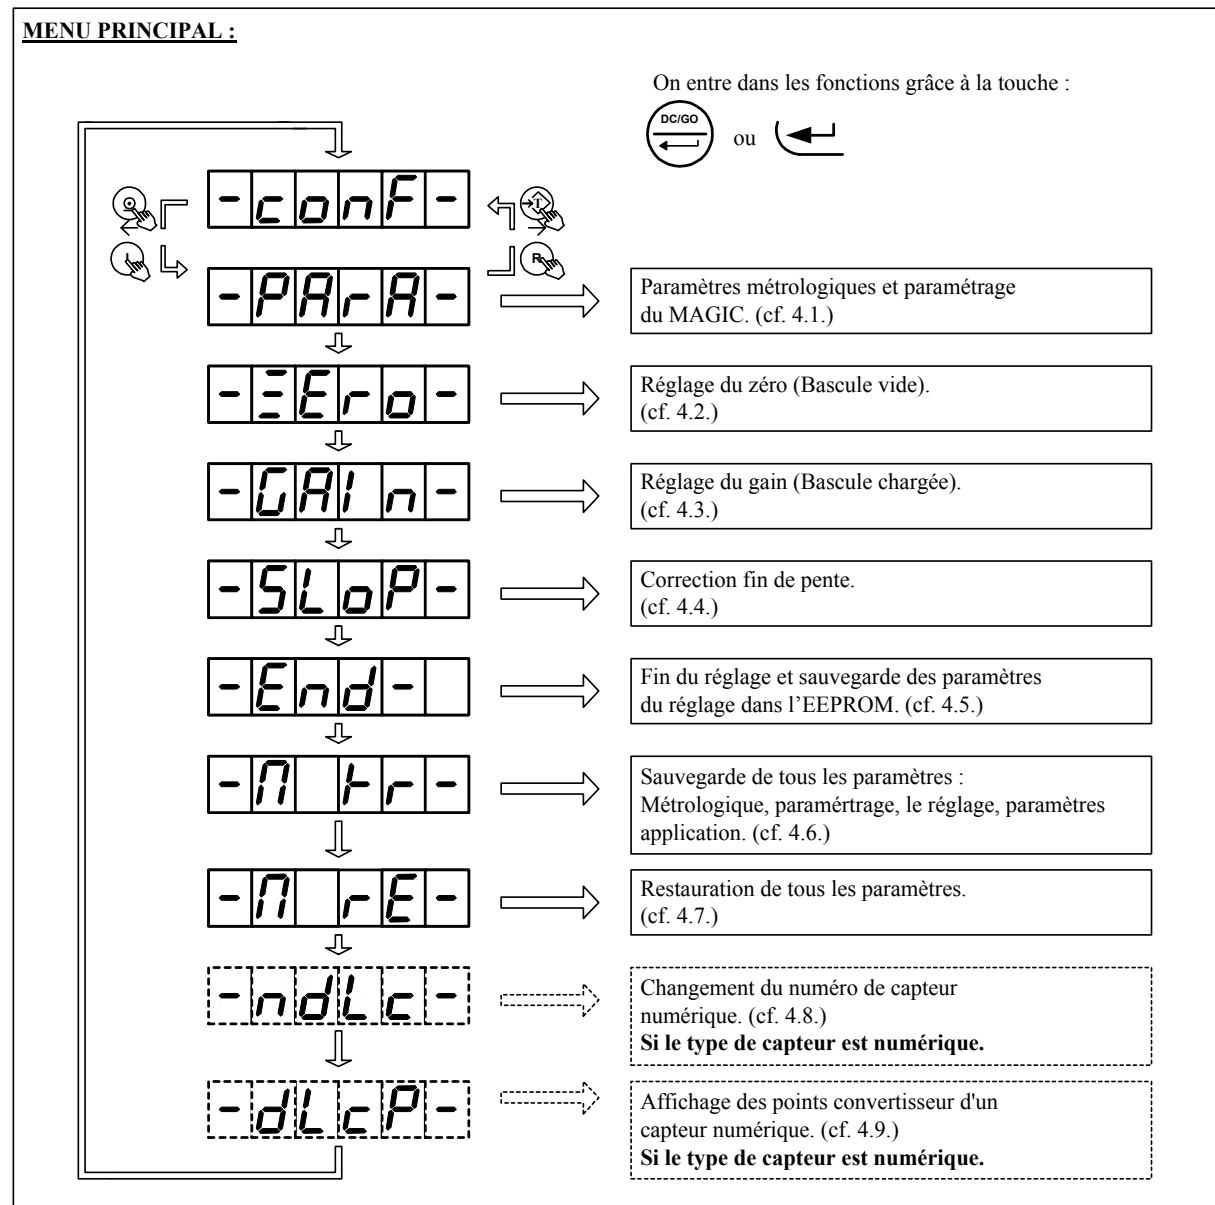 MENU PRINCIPAL :
On entre dans les fonctions grâce à la touche :
DC/GO
ou
-conF-
T
I
R
-PArA-
Paramètres métrologiques et paramétrage
du MAGIC. (cf. 4.1.)
-ZEro-
Réglage du zéro (Bascule vide).
(cf. 4.2.)
-GAIn-
Réglage du gain (Bascule chargée).
(cf. 4.3.)
-SLoP-
Correction fin de pente.
(cf. 4.4.)
-End-
Fin du réglage et sauvegarde des paramètres
du réglage dans l’EEPROM. (cf. 4.5.)
-M tr-
Sauvegarde de tous les paramètres :
Métrologique, paramértrage, le réglage, paramètres
application. (cf. 4.6.)
-M rE-
Restauration de tous les paramètres.
(cf. 4.7.)
-ndLc-
Changement du numéro de capteur
numérique. (cf. 4.8.)
Si le type de capteur est numérique.
-dLcP-
Affichage des points convertisseur d'un
capteur numérique. (cf. 4.9.)
Si le type de capteur est numérique.